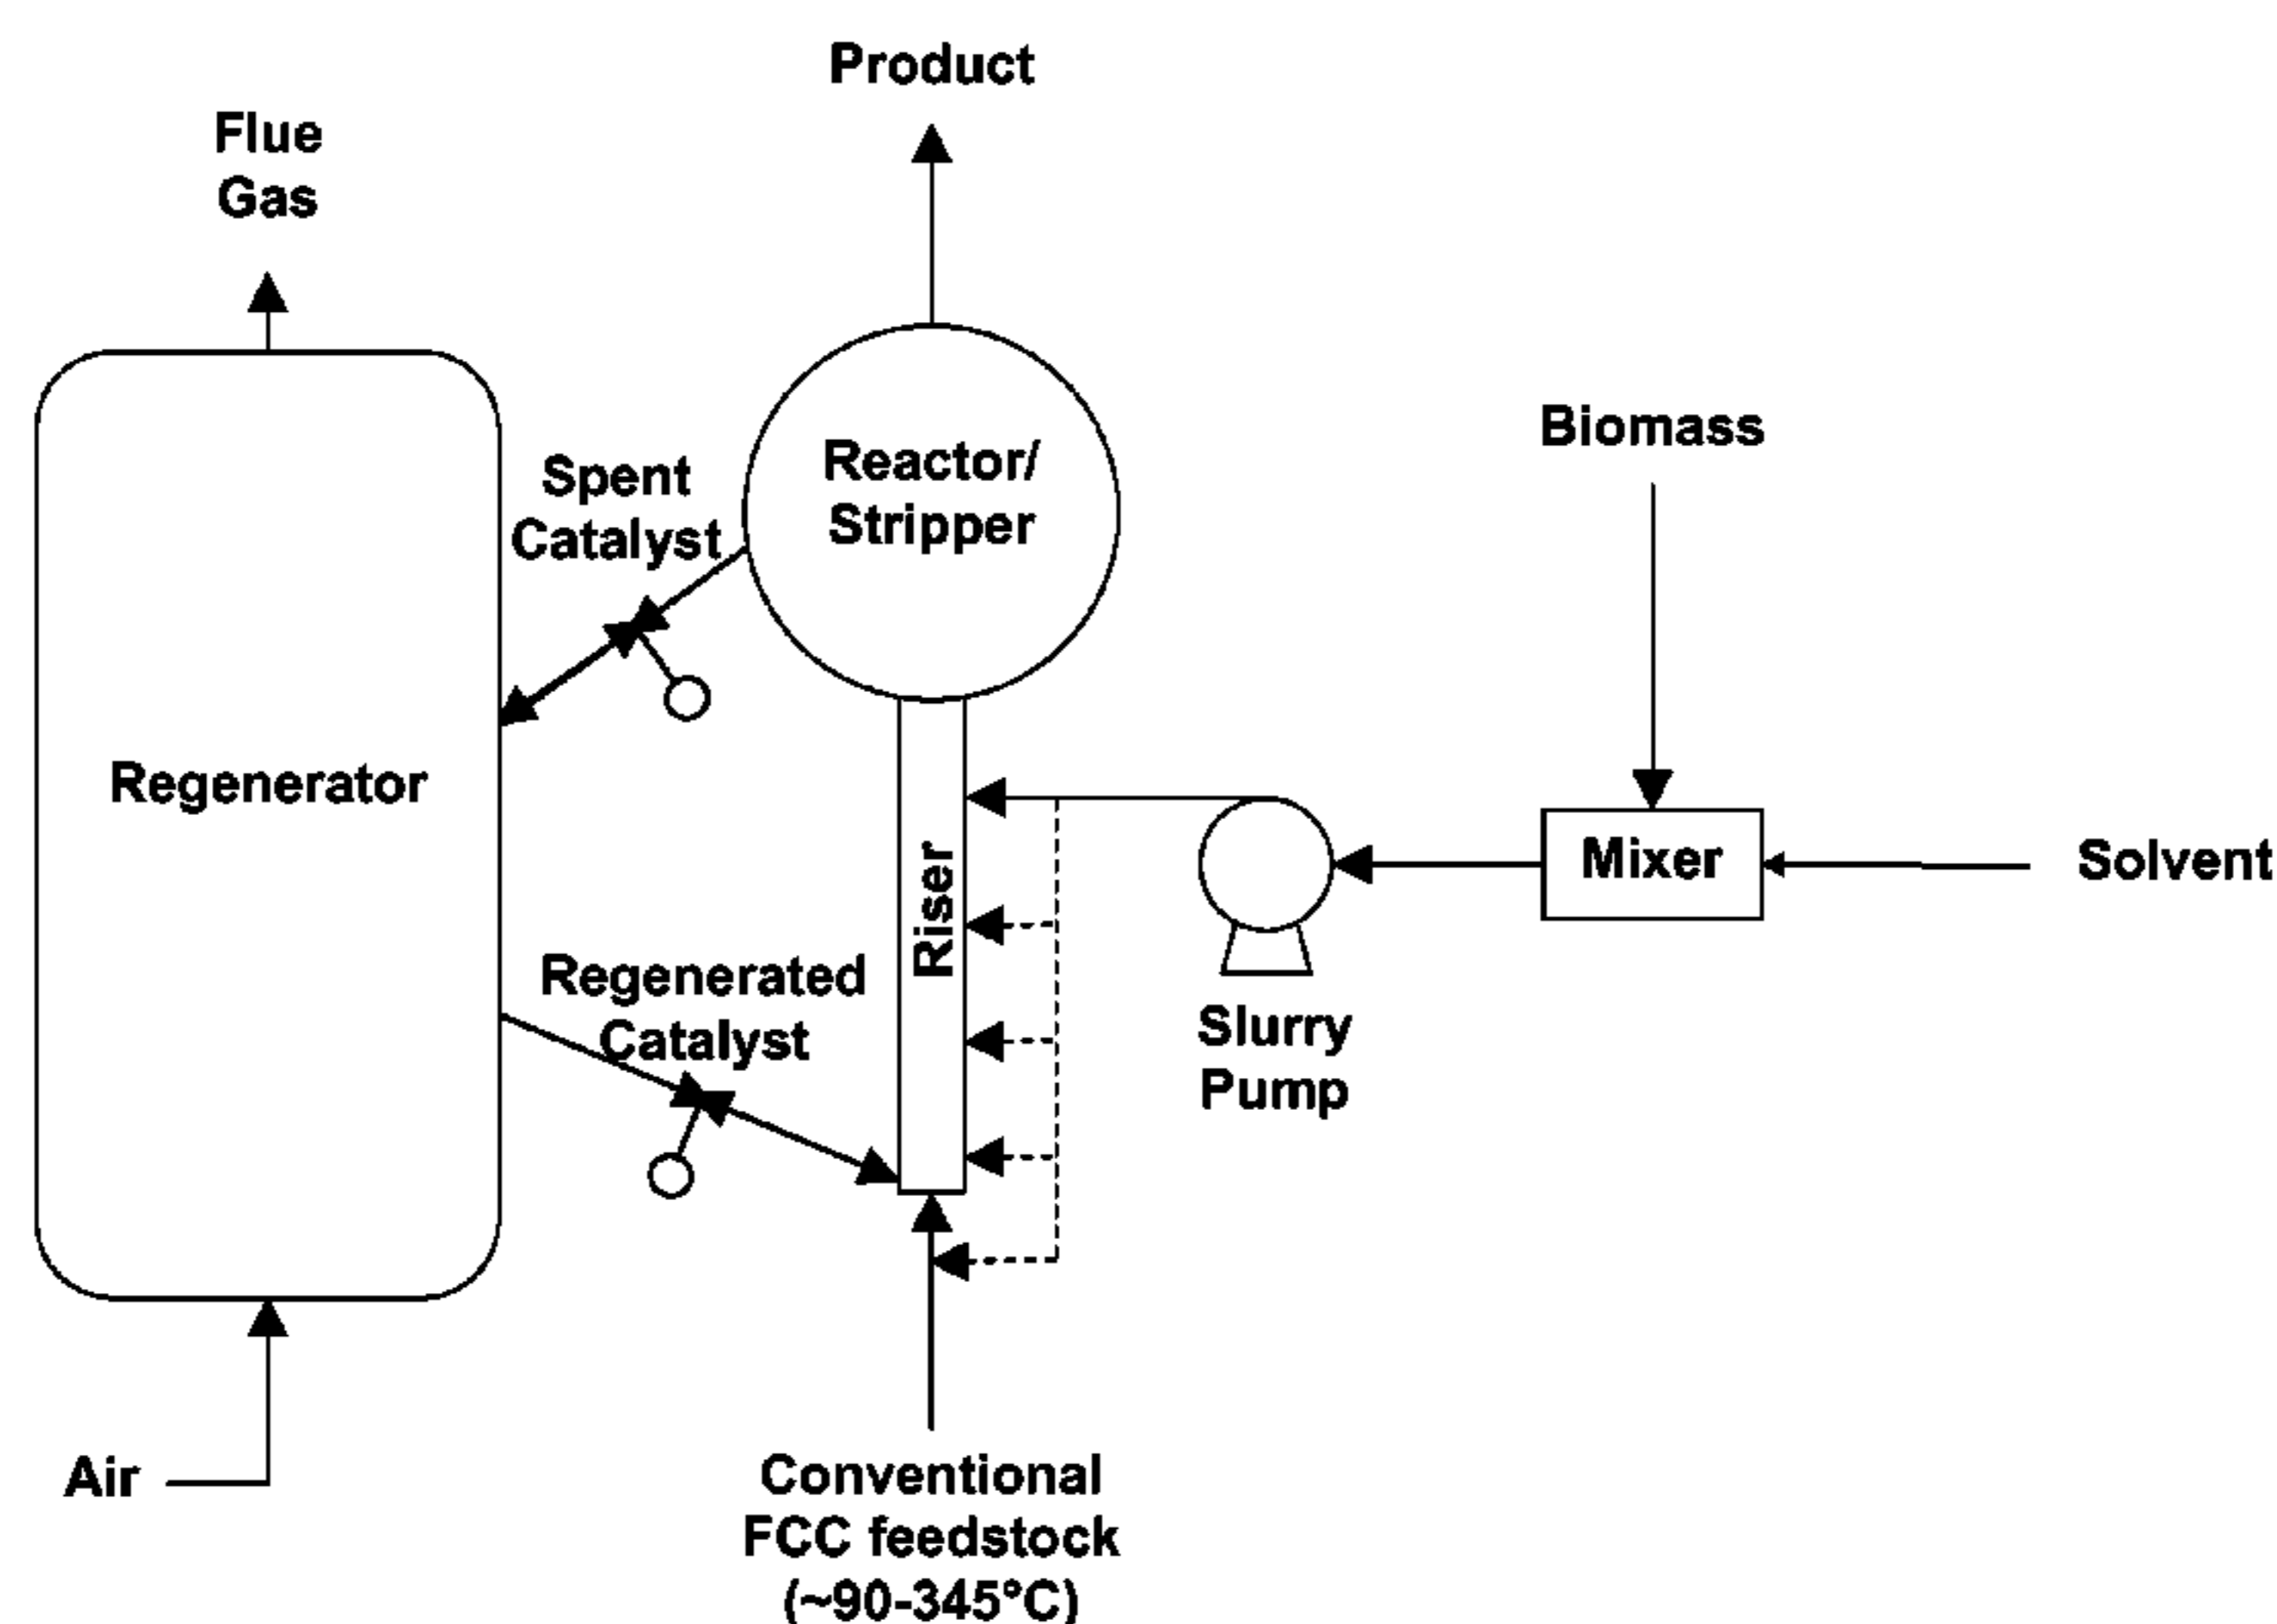 Product
Flue
Gas
Reactor/
Stripper
Spent
Catalyst
Biomass
Regenerator
Mixer
Solvent
Riser
Regenerated
Catalyst
Slurry
Pump
Air
Conventional
FCC feedstock
(~90-345°C)